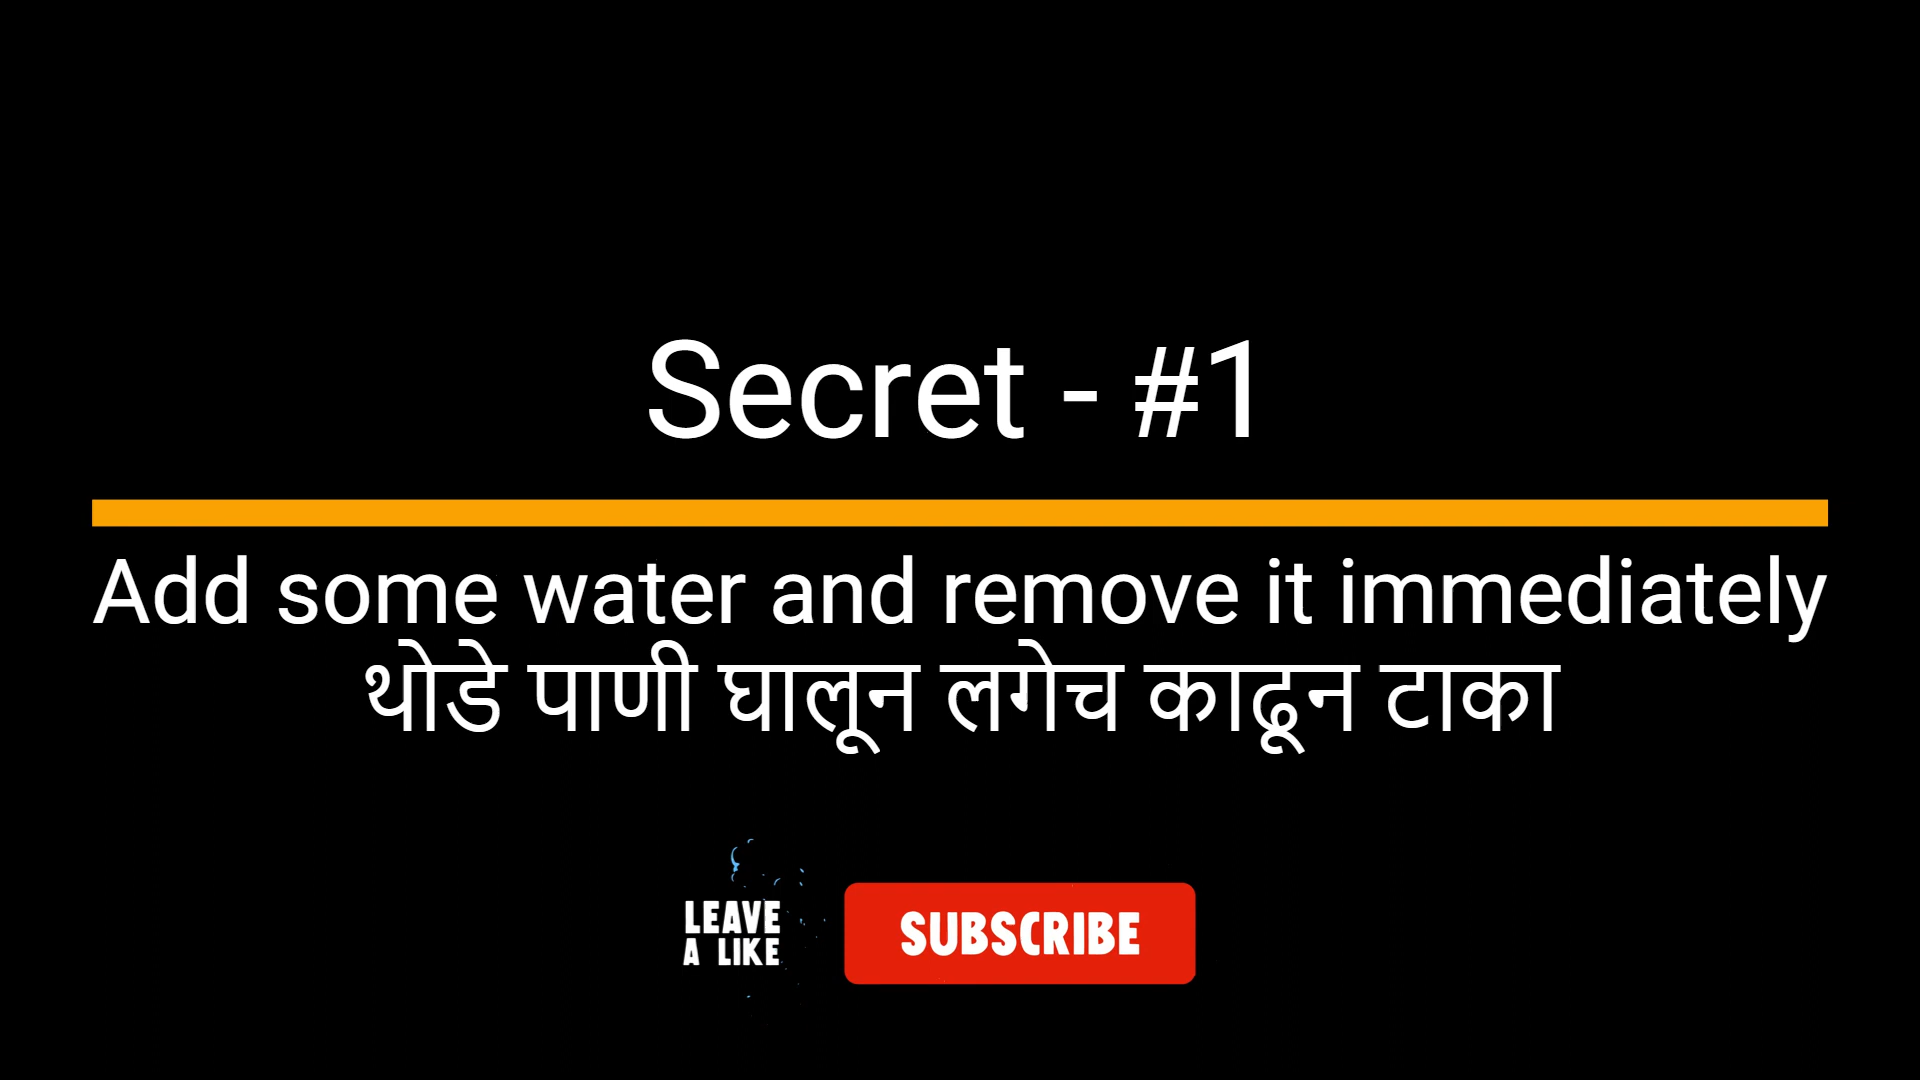 Secret - #1
Add some water and remove it immediately
थोडे पाणी घालून लगेच काढून टाका
LEAVE
A LIKE
SUBSCRIBE